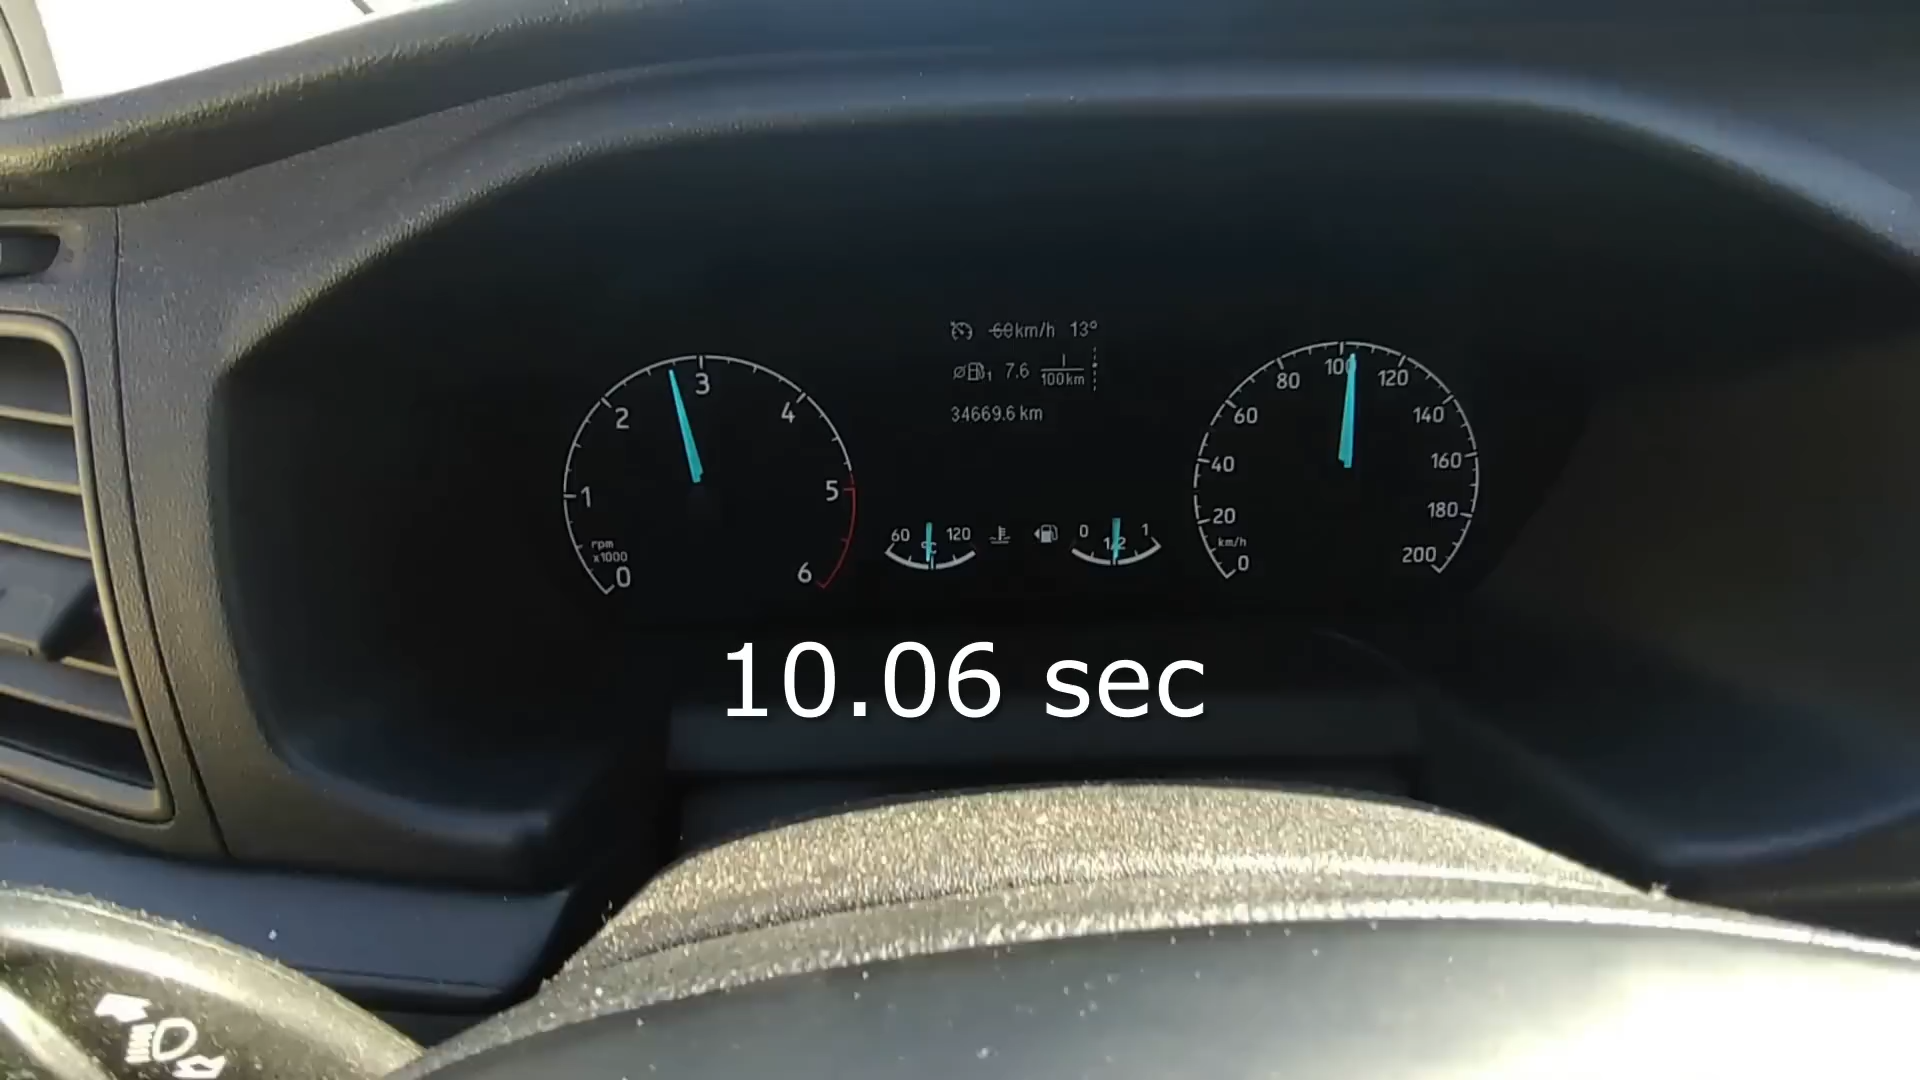 60km/h 13°
Ø 1 7.6 l/100km
34669.6 km
0 1 2 3 4 5 6
rpm
x1000
60 °C 120
0 1/2 1
0 20 40 60 80 100 120 140 160 180 200
km/h
10.06 sec